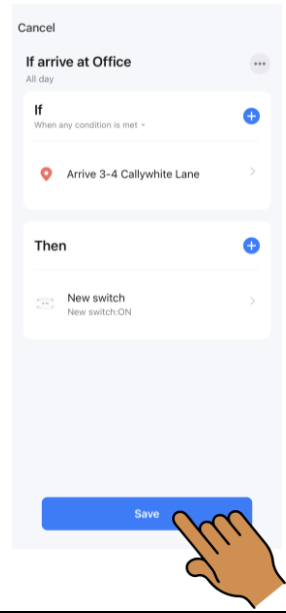 Cancel
If arrive at Office
All day
If
When any condition is met
Arrive 3-4 Callywhite Lane
Then
New switch
New switch:ON
Save